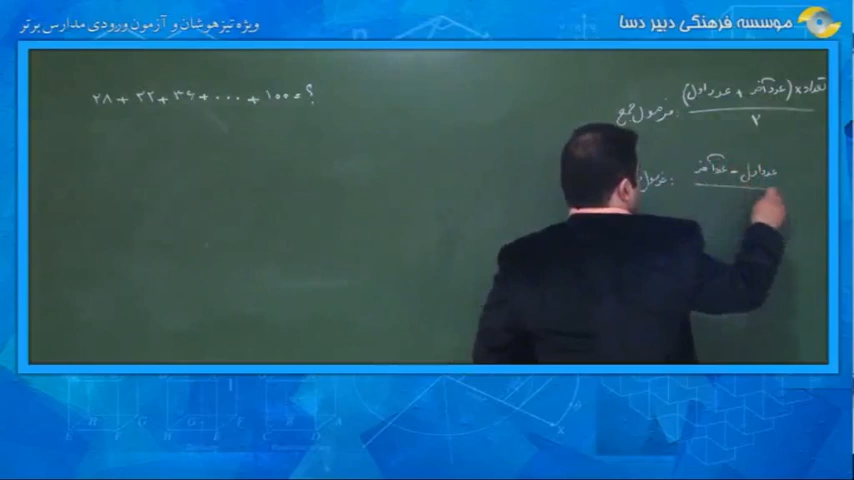 موسسه فرهنگی دبیر دسا
ویژه تیزهوشان و آزمون ورودی مدارس برتر
۲۸ + ۳۲ + ۳۶ + ۰۰۰ + ۱۰۰ = ؟
فرمول جمع : (عدد اول + عدد آخر) × تعداد
۲
فرمول : عدد آخر - عدد اول